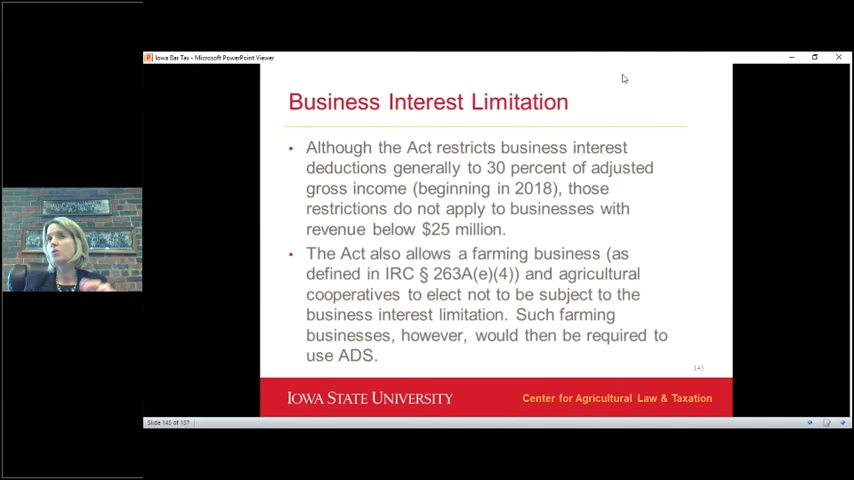 Iowa Bar Tax - Microsoft PowerPoint Viewer
Business Interest Limitation
• Although the Act restricts business interest
deductions generally to 30 percent of adjusted
gross income (beginning in 2018), those
restrictions do not apply to businesses with
revenue below $25 million.
• The Act also allows a farming business (as
defined in IRC § 263A(e)(4)) and agricultural
cooperatives to elect not to be subject to the
business interest limitation. Such farming
businesses, however, would then be required to
use ADS.
145
IOWA STATE UNIVERSITY
Center for Agricultural Law & Taxation
Slide 145 of 157